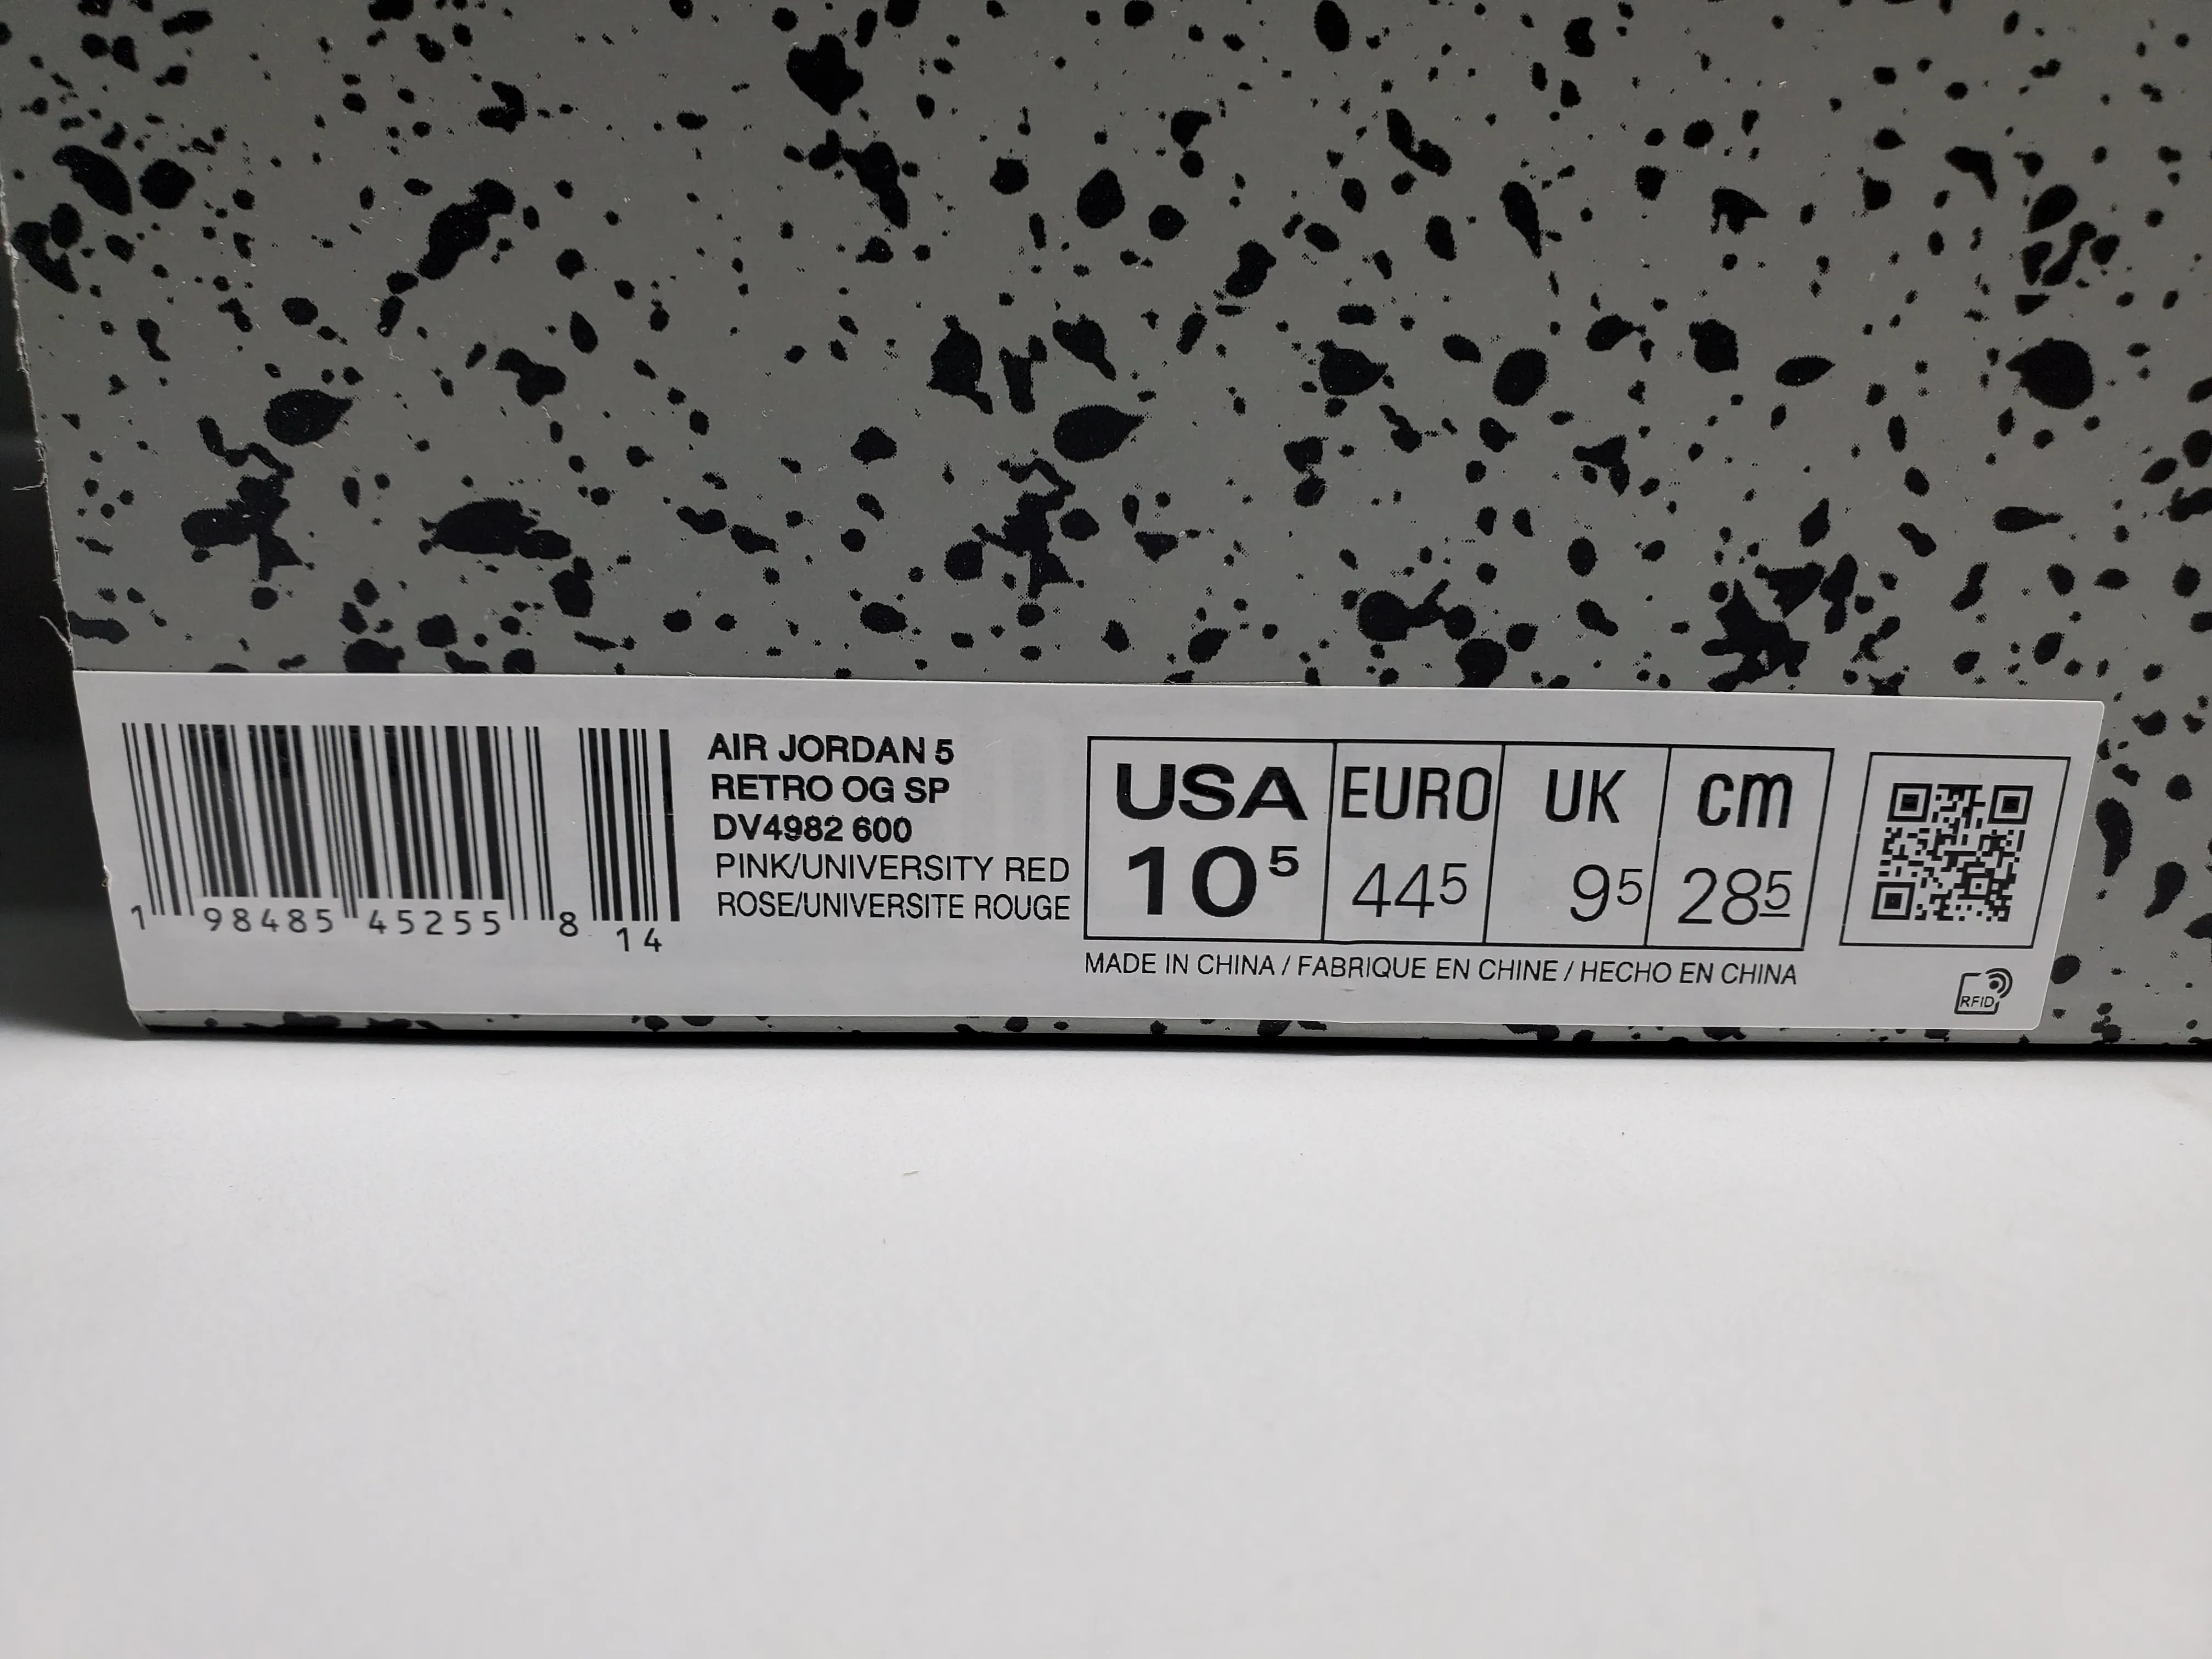 AIR JORDAN 5
RETRO OG SP
DV4982 600
PINK/UNIVERSITY RED
ROSE/UNIVERSITE ROUGE
1 98485 45255 8 14
USA EURO UK cm
10⁵ 44⁵ 9⁵ 28⁵
MADE IN CHINA / FABRIQUE EN CHINE / HECHO EN CHINA
RFID